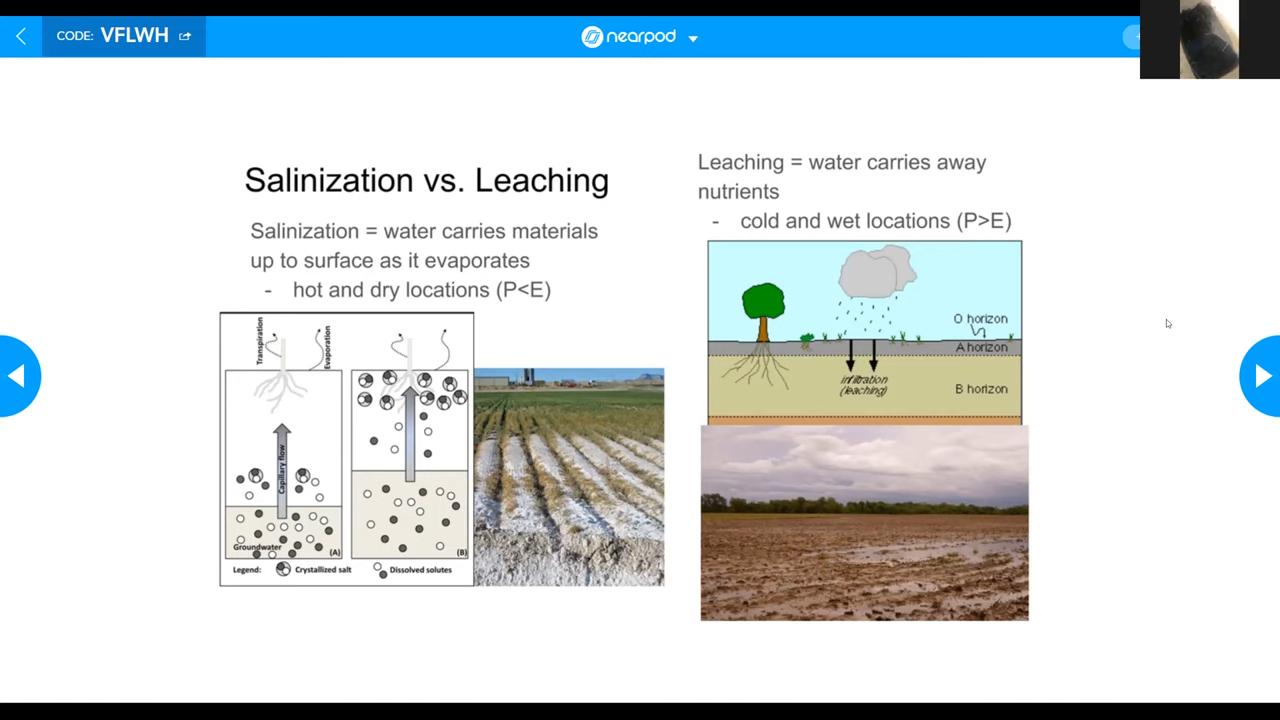 CODE: VFLWH
nearpod
Salinization vs. Leaching
Salinization = water carries materials
up to surface as it evaporates
- hot and dry locations (P<E)
Transpiration
Evaporation
Capillary flow
Groundwater
(A)
(B)
Legend: Crystallized salt Dissolved solutes
Leaching = water carries away
nutrients
- cold and wet locations (P>E)
O horizon
A horizon
infiltration
(leaching)
B horizon